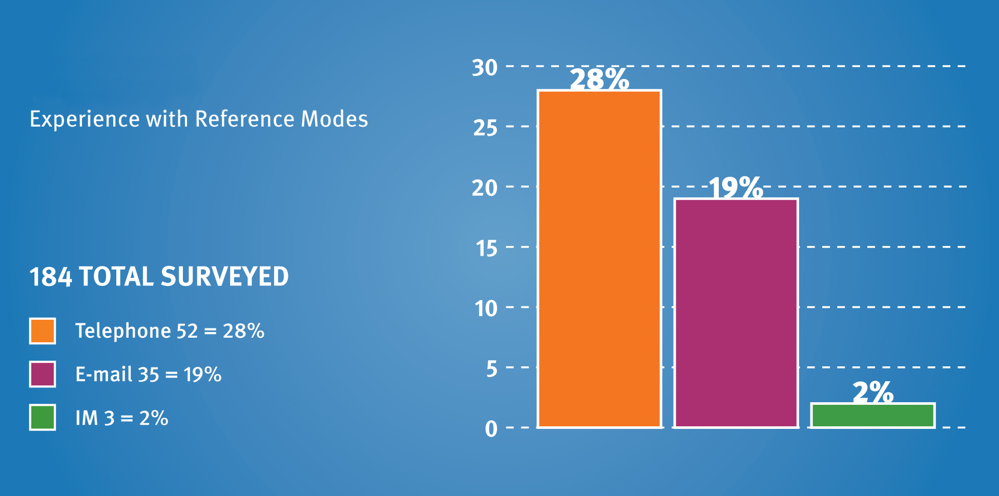 Experience with Reference Modes
184 TOTAL SURVEYED
Telephone 52 = 28%
E-mail 35 = 19%
IM 3 = 2%
30
25
20
15
10
5
0
28%
19%
2%